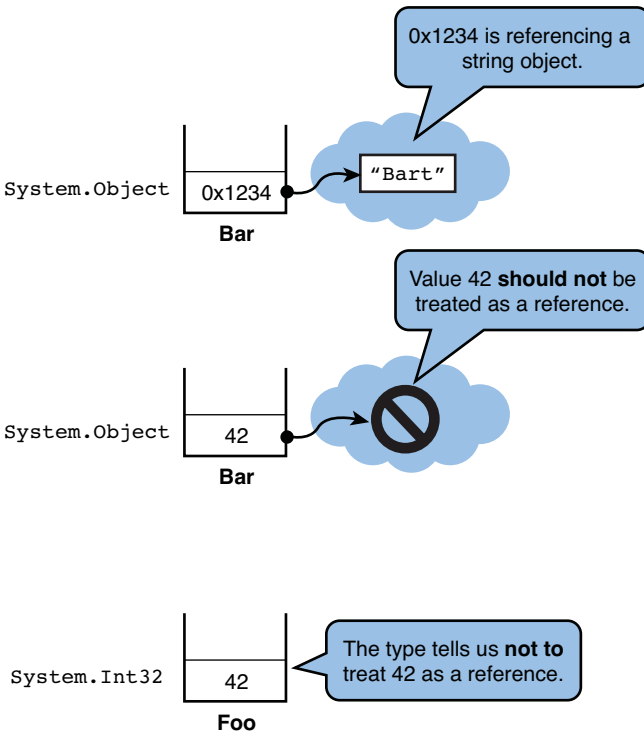 0x1234 is referencing a
string object.
“Bart”
System.Object
0x1234
Bar
Value 42 should not be
treated as a reference.
System.Object
42
Bar
The type tells us not to
treat 42 as a reference.
System.Int32
42
Foo